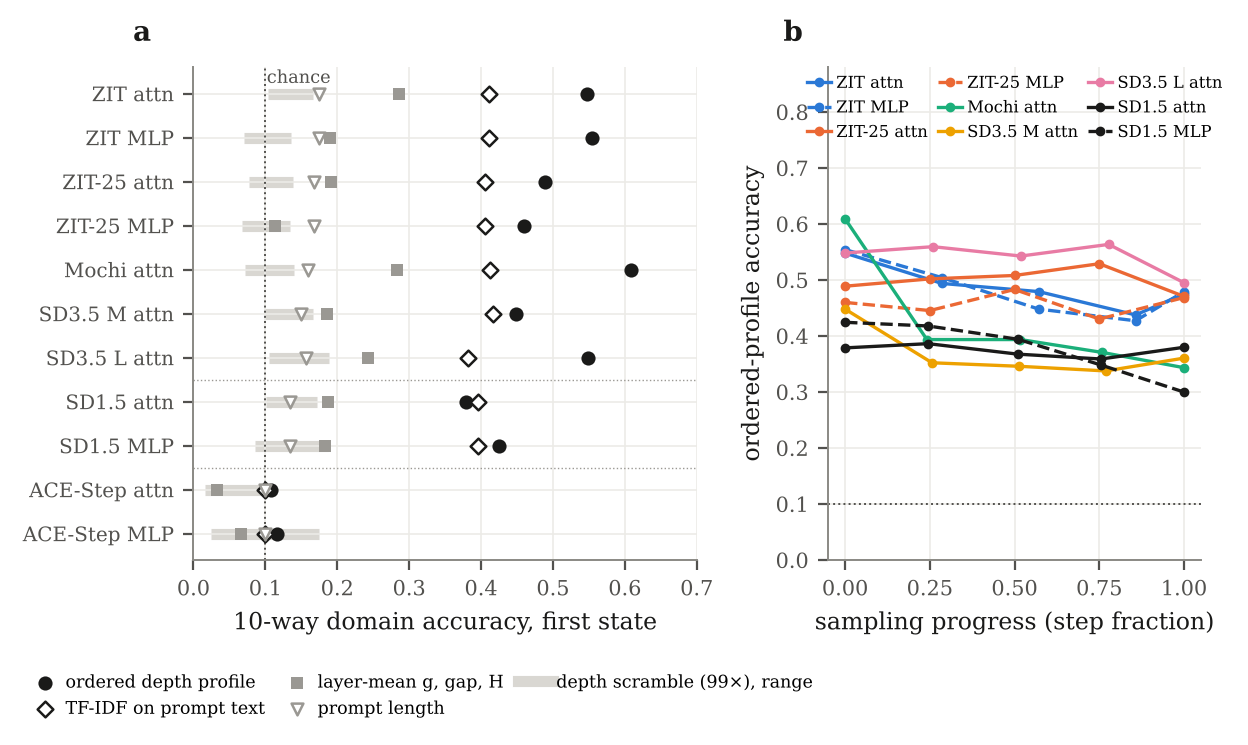 a
chance
ZIT attn
ZIT MLP
ZIT-25 attn
ZIT-25 MLP
Mochi attn
SD3.5 M attn
SD3.5 L attn
SD1.5 attn
SD1.5 MLP
ACE-Step attn
ACE-Step MLP
0.0 0.1 0.2 0.3 0.4 0.5 0.6 0.7
10-way domain accuracy, first state
b
ZIT attn ZIT-25 MLP SD3.5 L attn
ZIT MLP Mochi attn SD1.5 attn
ZIT-25 attn SD3.5 M attn SD1.5 MLP
ordered-profile accuracy
0.8
0.7
0.6
0.5
0.4
0.3
0.2
0.1
0.0
0.00 0.25 0.50 0.75 1.00
sampling progress (step fraction)
ordered depth profile layer-mean g, gap, H depth scramble (99×), range
TF-IDF on prompt text prompt length